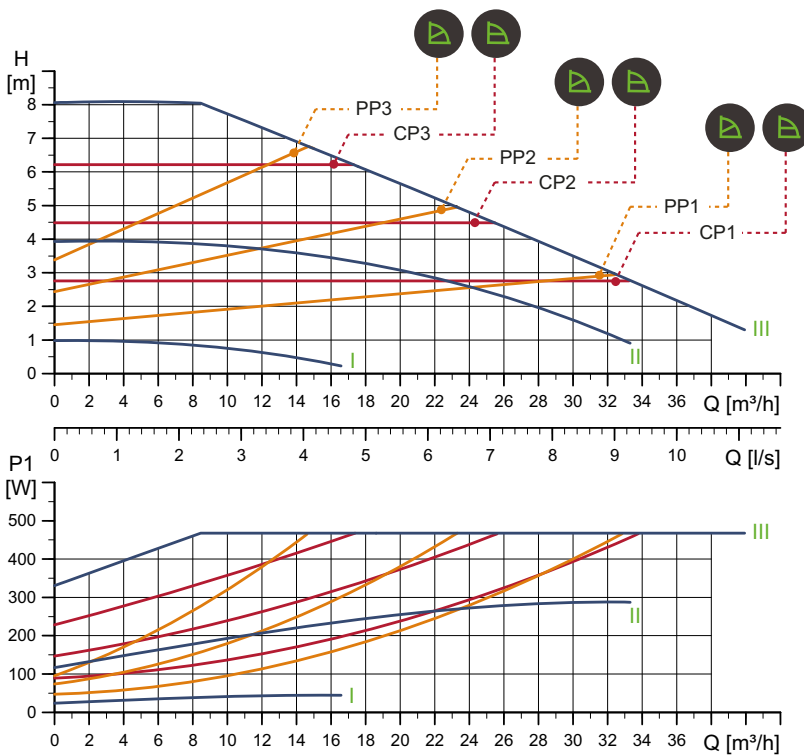 H
[m]
8
7
6
5
4
3
2
1
0
PP3
CP3
PP2
CP2
PP1
CP1
I
II
III
0 2 4 6 8 10 12 14 16 18 20 22 24 26 28 30 32 34 36
Q [m³/h]
0 1 2 3 4 5 6 7 8 9 10
Q [l/s]
P1
[W]
500
400
300
200
100
0
III
II
I
0 2 4 6 8 10 12 14 16 18 20 22 24 26 28 30 32 34 36
Q [m³/h]